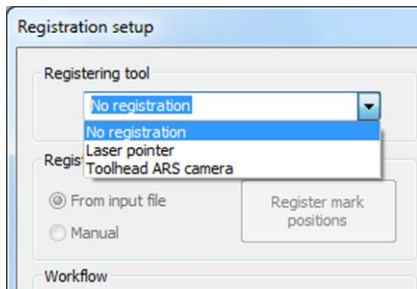 Registration setup
Registering tool
No registration
No registration
Laser pointer
Toolhead ARS camera
Regist
From input file
Register mark
positions
Manual
Workflow